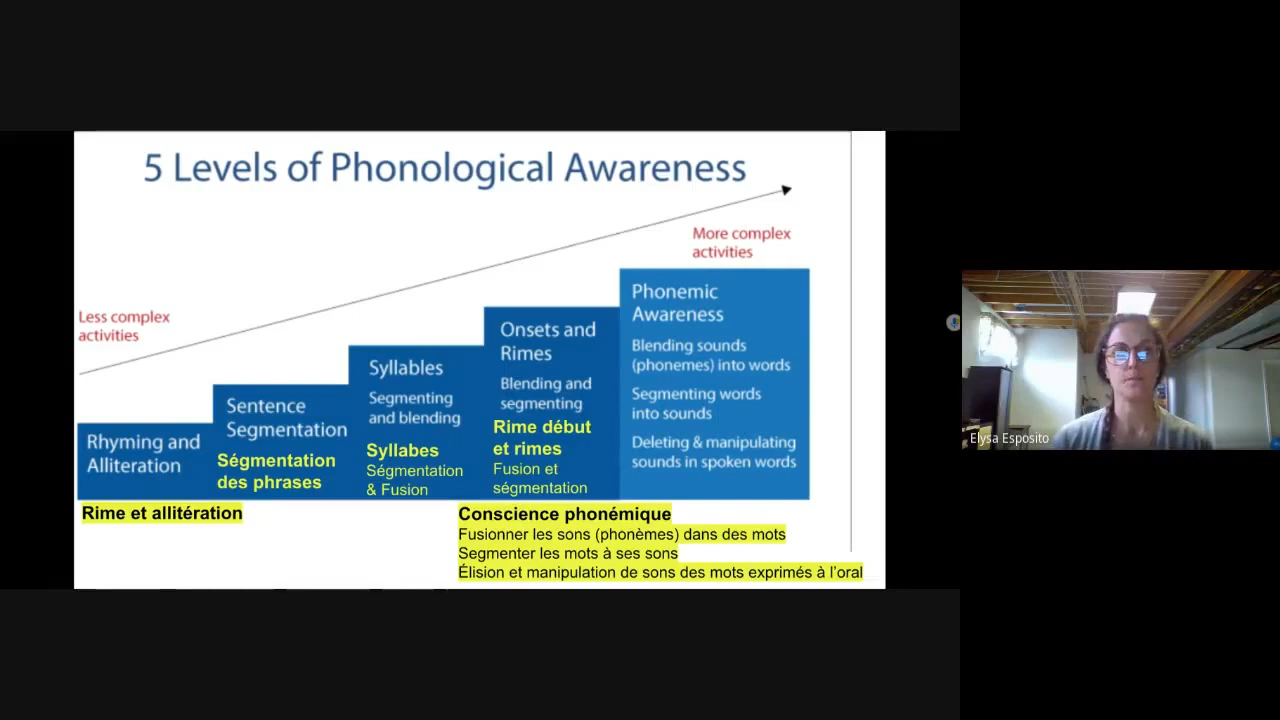 5 Levels of Phonological Awareness
More complex
activities
Less complex
activities
Rhyming and
Alliteration
Rime et allitération
Sentence
Segmentation
Ségmentation
des phrases
Syllables
Segmenting
and blending
Syllabes
Ségmentation
& Fusion
Onsets and
Rimes
Blending and
segmenting
Rime début
et rimes
Fusion et
ségmentation
Phonemic
Awareness
Blending sounds
(phonemes) into words
Segmenting words
into sounds
Deleting & manipulating
sounds in spoken words
Conscience phonémique
Fusionner les sons (phonèmes) dans des mots
Segmenter les mots à ses sons
Élision et manipulation de sons des mots exprimés à l'oral
Elysa Esposito